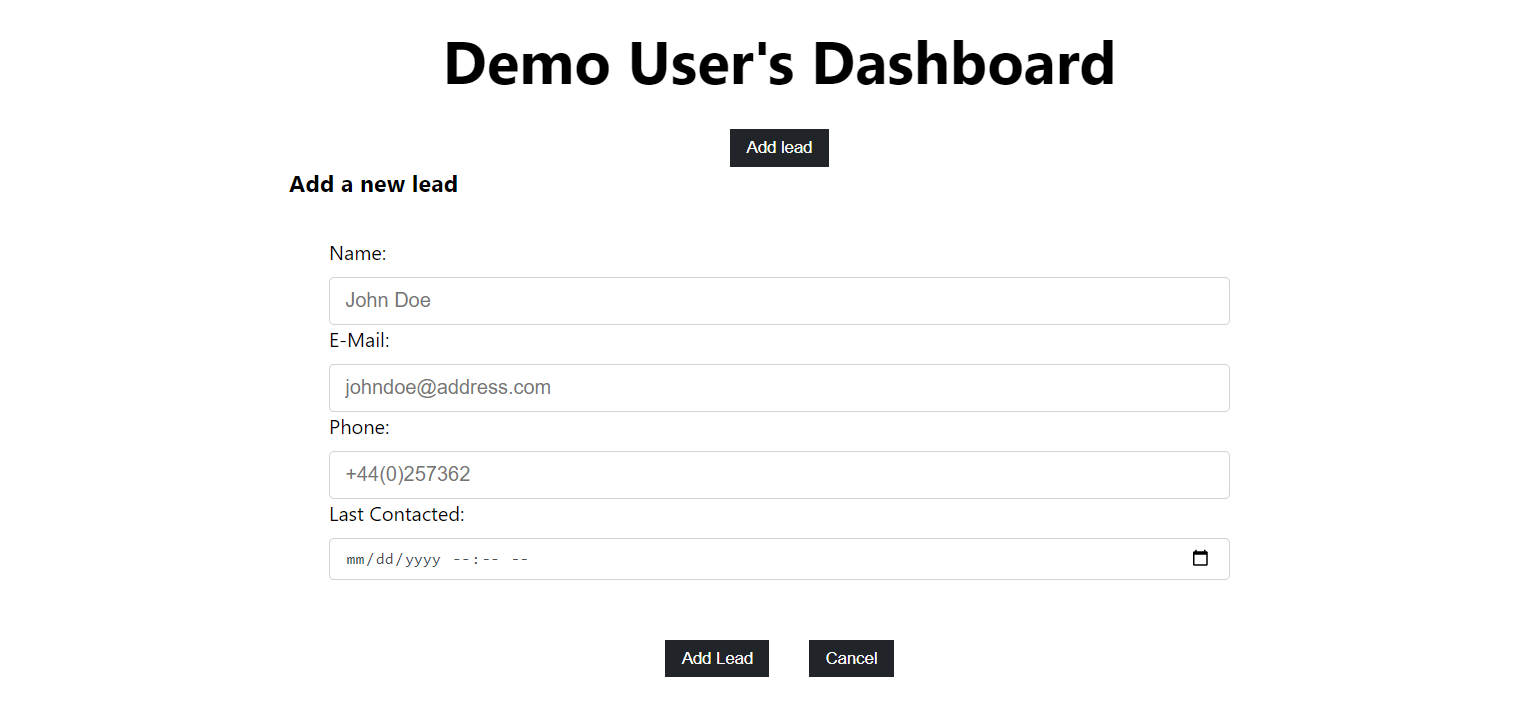 Demo User's Dashboard
Add lead
Add a new lead
Name:
John Doe
E-Mail:
johndoe@address.com
Phone:
+44(0)257362
Last Contacted:
mm/dd/yyyy --:-- --
Add Lead Cancel